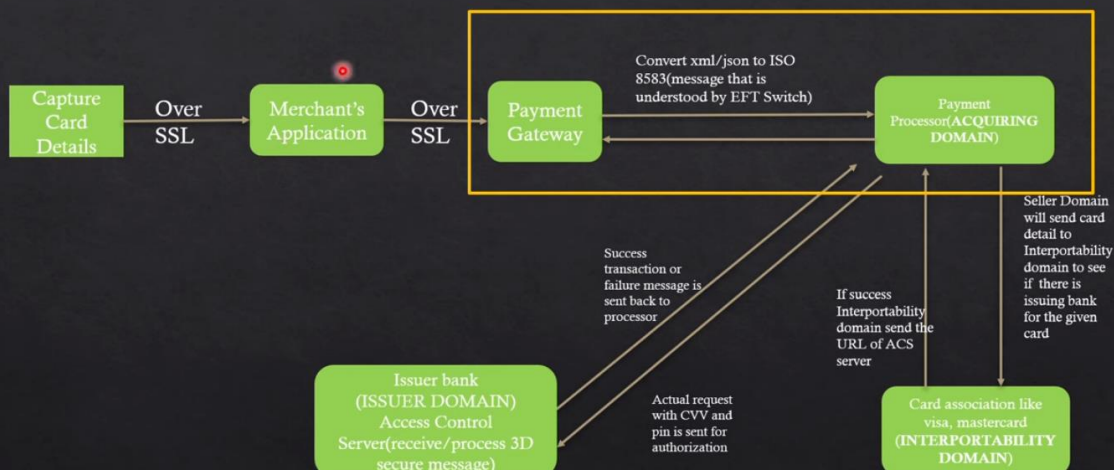 Capture
Card
Details
Over
SSL
Merchant's
Application
Over
SSL
Payment
Gateway
Convert xml/json to ISO
8583(message that is
understood by EFT Switch)
Payment
Processor(ACQUIRING
DOMAIN)
Success
transaction or
failure message is
sent back to
processor
If success
Interportability
domain send the
URL of ACS
server
Seller Domain
will send card
detail to
Interportability
domain to see
if there is
issuing bank
for the given
card
Issuer bank
(ISSUER DOMAIN)
Access Control
Server(receive/process 3D
secure message)
Actual request
with CVV and
pin is sent for
authorization
Card association like
visa, mastercard
(INTERPORTABILITY
DOMAIN)